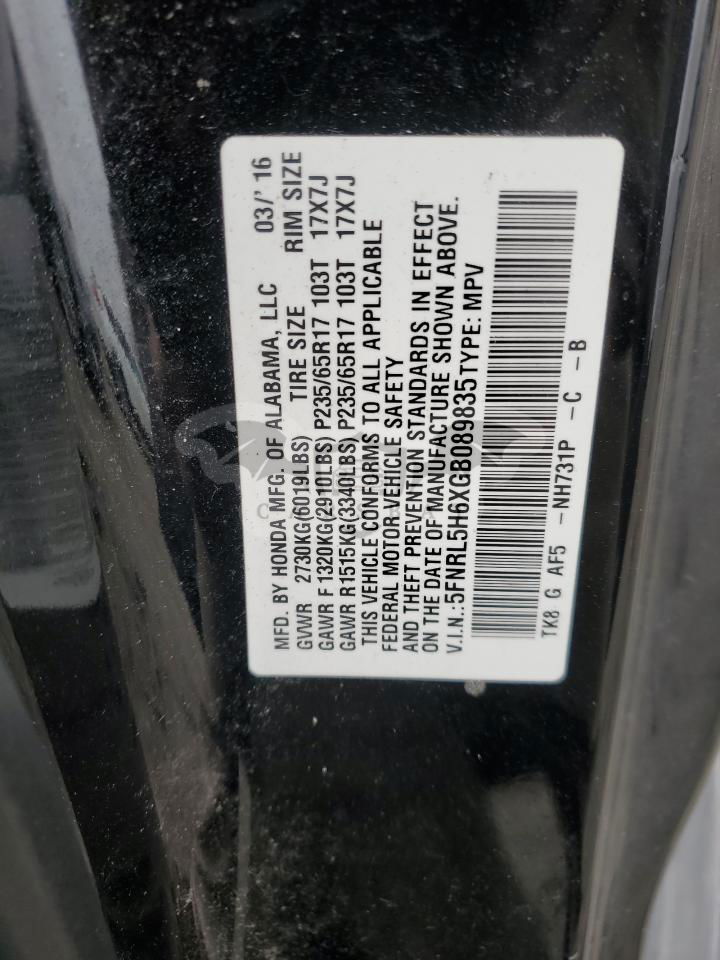 MFD. BY HONDA MFG. OF ALABAMA, LLC 03/' 16
GVWR 2730KG(6019LBS) TIRE SIZE RIM SIZE
GAWR F 1320KG(2910LBS) P235/65R17 103T 17X7J
GAWR R1515KG(3340LBS) P235/65R17 103T 17X7J
THIS VEHICLE CONFORMS TO ALL APPLICABLE
FEDERAL MOTOR VEHICLE SAFETY
AND THEFT PREVENTION STANDARDS IN EFFECT
ON THE DATE OF MANUFACTURE SHOWN ABOVE.
V.I.N.:5FNRL5H6XGB089835TYPE: MPV
TK8 G AF5 -NH731P -C -B